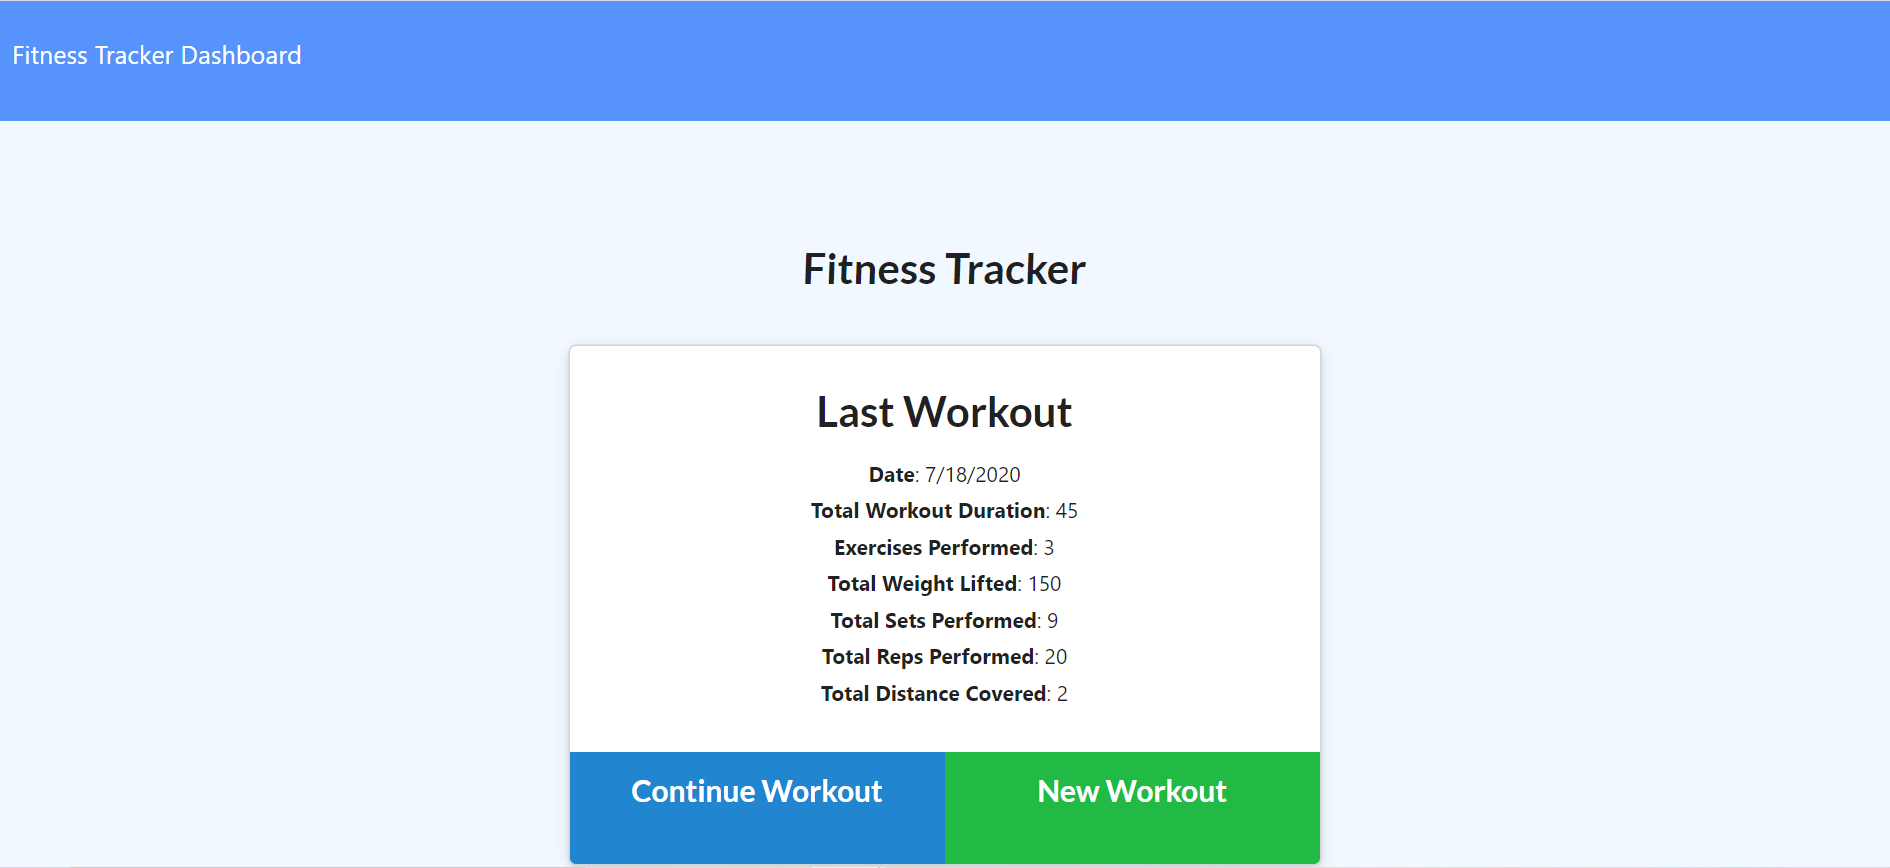 Fitness Tracker Dashboard
Fitness Tracker
Last Workout
Date: 7/18/2020
Total Workout Duration: 45
Exercises Performed: 3
Total Weight Lifted: 150
Total Sets Performed: 9
Total Reps Performed: 20
Total Distance Covered: 2
Continue Workout
New Workout